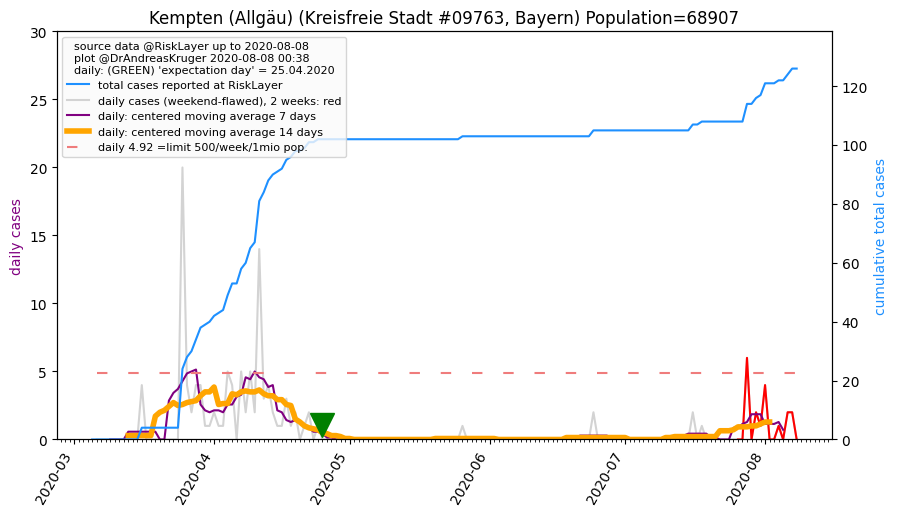 Kempten (Allgäu) (Kreisfreie Stadt #09763, Bayern) Population=68907
source data @RiskLayer up to 2020-08-08
plot @DrAndreasKruger 2020-08-08 00:38
daily: (GREEN) 'expectation day' = 25.04.2020
total cases reported at RiskLayer
daily cases (weekend-flawed), 2 weeks: red
daily: centered moving average 7 days
daily: centered moving average 14 days
daily 4.92 =limit 500/week/1mio pop.
daily cases
30
25
20
15
10
5
0
cumulative total cases
120
100
80
60
40
20
0
2020-03
2020-04
2020-05
2020-06
2020-07
2020-08